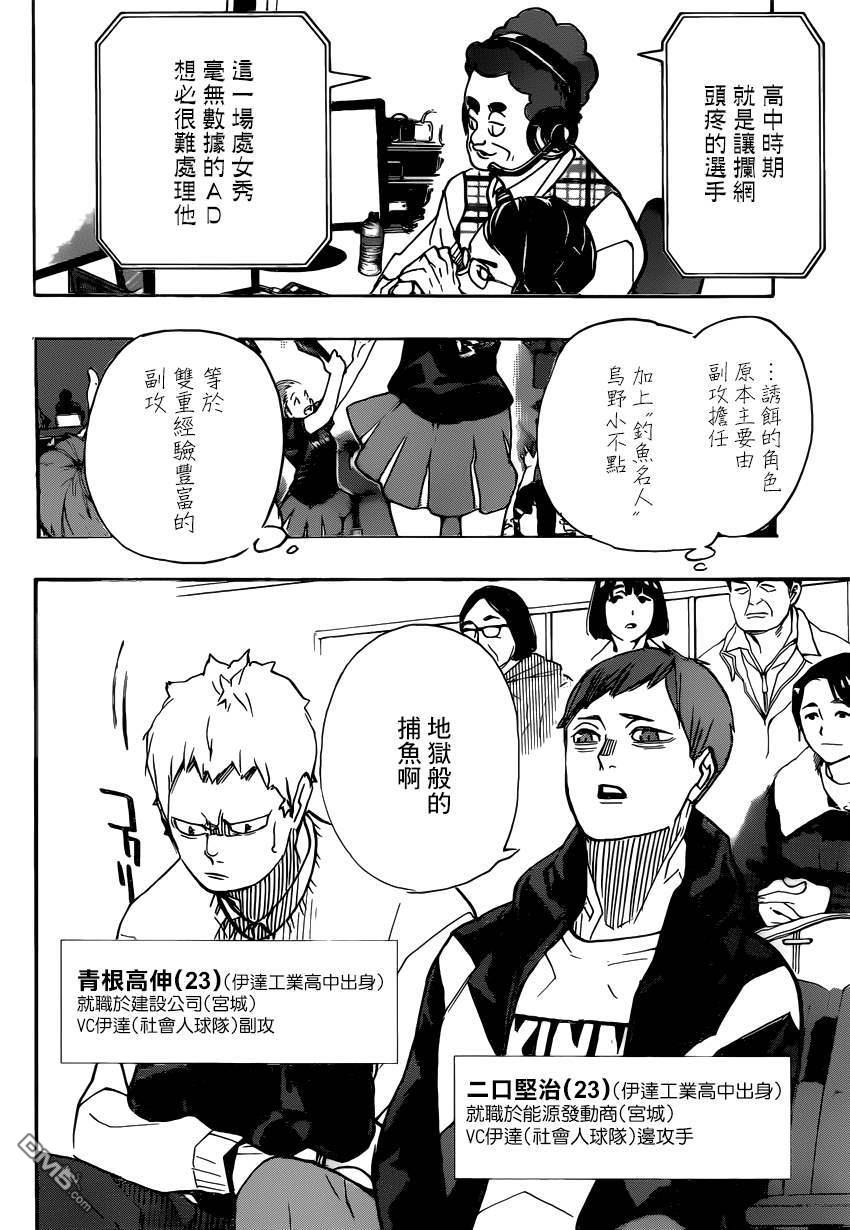 高中時期
就是讓攔網
頭疼的選手
這一場處女秀
毫無數據的AD
想必很難處理他
…誘餌的角色
原本主要由
副攻擔任
加上〝釣魚名人〞
烏野小不點
等於
雙重經驗豐富的
副攻
地獄般的
捕魚啊
コクッ
青根高伸(23)(伊達工業高中出身)
就職於建設公司(宮城)
VC伊達(社會人球隊)副攻
二口堅治(23)(伊達工業高中出身)
就職於能源發動商(宮城)
VC伊達(社會人球隊)邊攻手